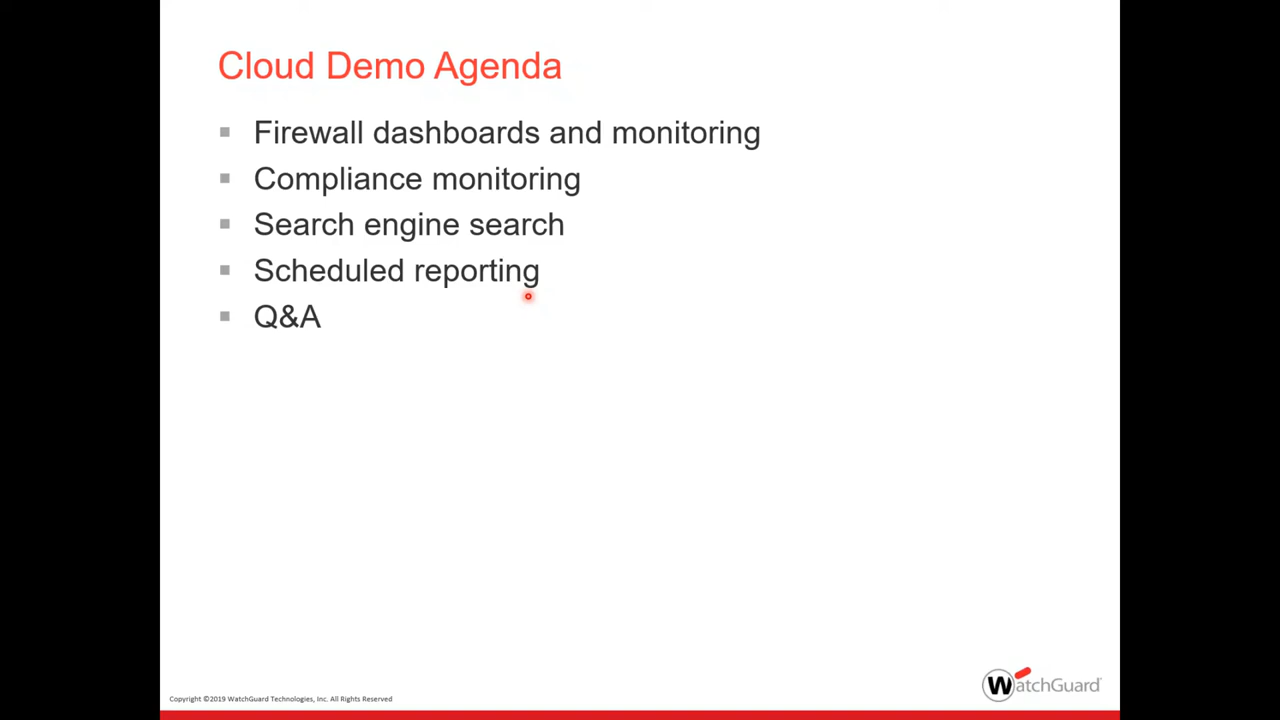 Cloud Demo Agenda
Firewall dashboards and monitoring
Compliance monitoring
Search engine search
Scheduled reporting
Q&A
Copyright ©2019 WatchGuard Technologies, Inc. All Rights Reserved
WatchGuard